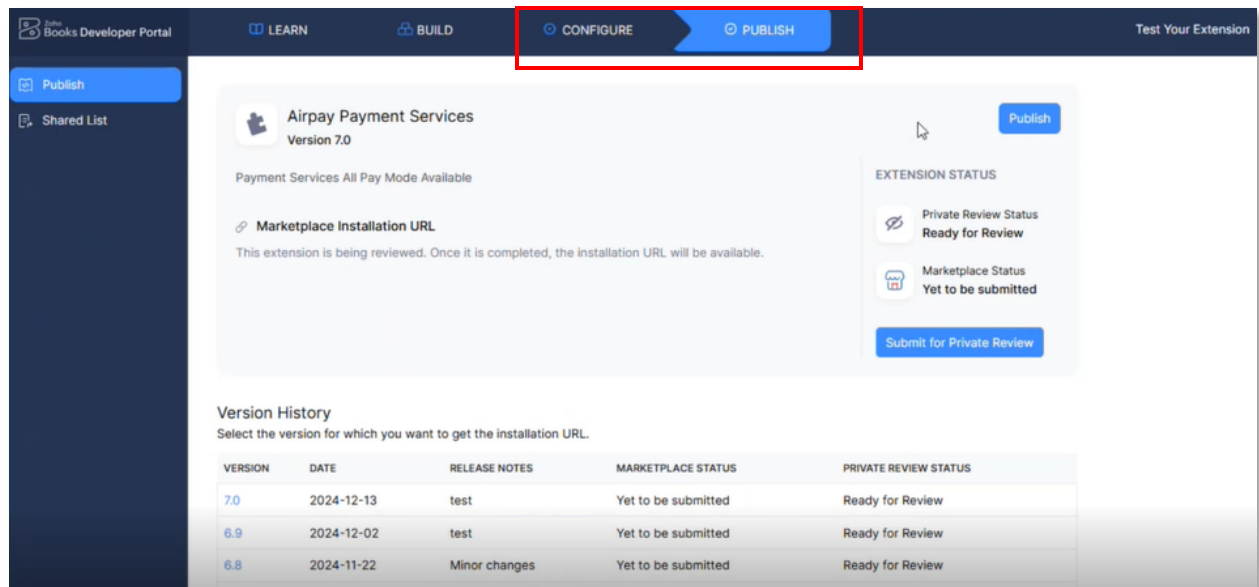 Zoho
Books Developer Portal
LEARN
BUILD
CONFIGURE
PUBLISH
Test Your Extension
Publish
Shared List
Airpay Payment Services
Version 7.0
Publish
Payment Services All Pay Mode Available
Marketplace Installation URL
This extension is being reviewed. Once it is completed, the installation URL will be available.
EXTENSION STATUS
Private Review Status
Ready for Review
Marketplace Status
Yet to be submitted
Submit for Private Review
Version History
Select the version for which you want to get the installation URL.
VERSION DATE RELEASE NOTES MARKETPLACE STATUS PRIVATE REVIEW STATUS
7.0 2024-12-13 test Yet to be submitted Ready for Review
6.9 2024-12-02 test Yet to be submitted Ready for Review
6.8 2024-11-22 Minor changes Yet to be submitted Ready for Review